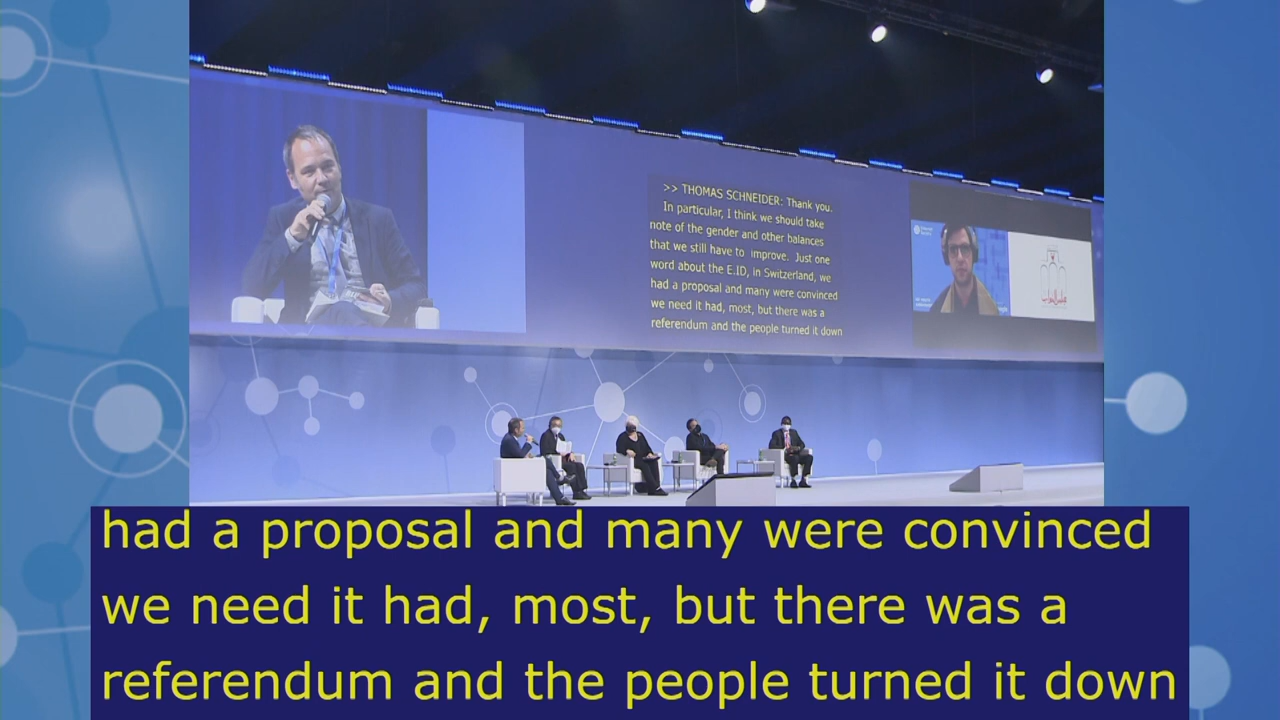 >> THOMAS SCHNEIDER: Thank you.
In particular, I think we should take
note of the gender and other balances
that we still have to improve. Just one
word about the E.ID, in Switzerland, we
had a proposal and many were convinced
we need it had, most, but there was a
referendum and the people turned it down
had a proposal and many were convinced
we need it had, most, but there was a
referendum and the people turned it down